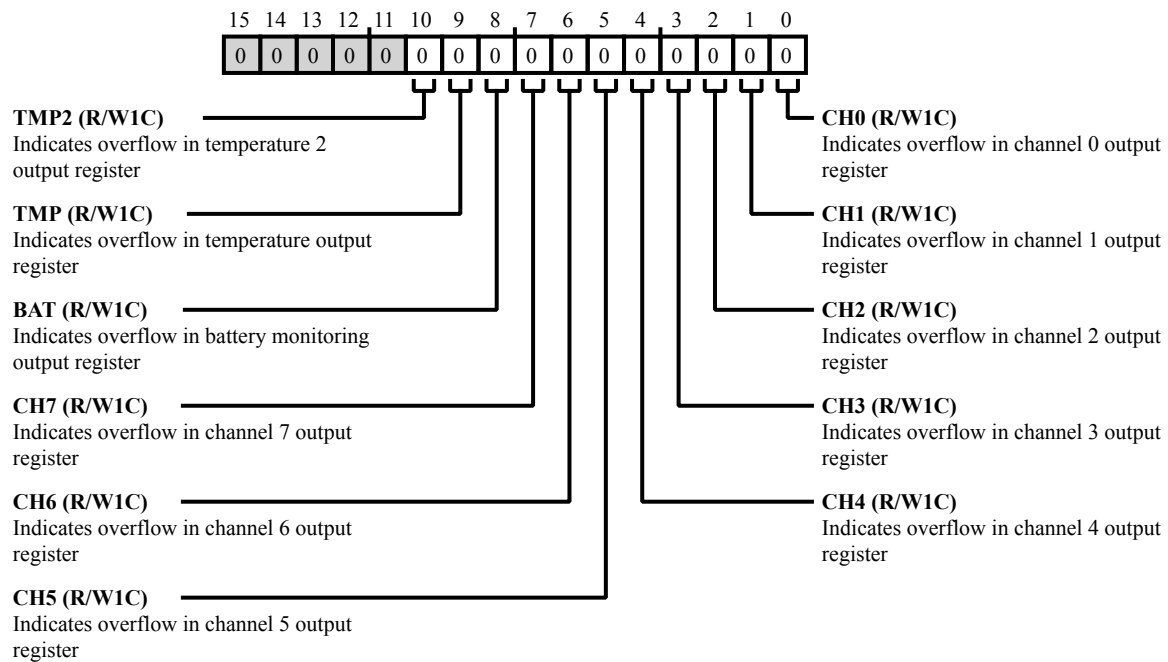 15 14 13 12 11 10 9 8 7 6 5 4 3 2 1 0
0 0 0 0 0 0 0 0 0 0 0 0 0 0 0 0
TMP2 (R/W1C)
Indicates overflow in temperature 2
output register
TMP (R/W1C)
Indicates overflow in temperature output
register
BAT (R/W1C)
Indicates overflow in battery monitoring
output register
CH7 (R/W1C)
Indicates overflow in channel 7 output
register
CH6 (R/W1C)
Indicates overflow in channel 6 output
register
CH5 (R/W1C)
Indicates overflow in channel 5 output
register
CH0 (R/W1C)
Indicates overflow in channel 0 output
register
CH1 (R/W1C)
Indicates overflow in channel 1 output
register
CH2 (R/W1C)
Indicates overflow in channel 2 output
register
CH3 (R/W1C)
Indicates overflow in channel 3 output
register
CH4 (R/W1C)
Indicates overflow in channel 4 output
register